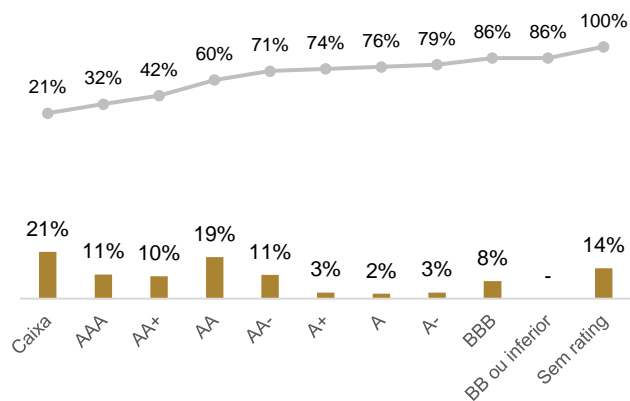 21% 32% 42% 60% 71% 74% 76% 79% 86% 86% 100%
21% 11% 10% 19% 11% 3% 2% 3% 8% - 14%
Caixa AAA AA+ AA AA- A+ A A- BBB BB ou inferior Sem rating